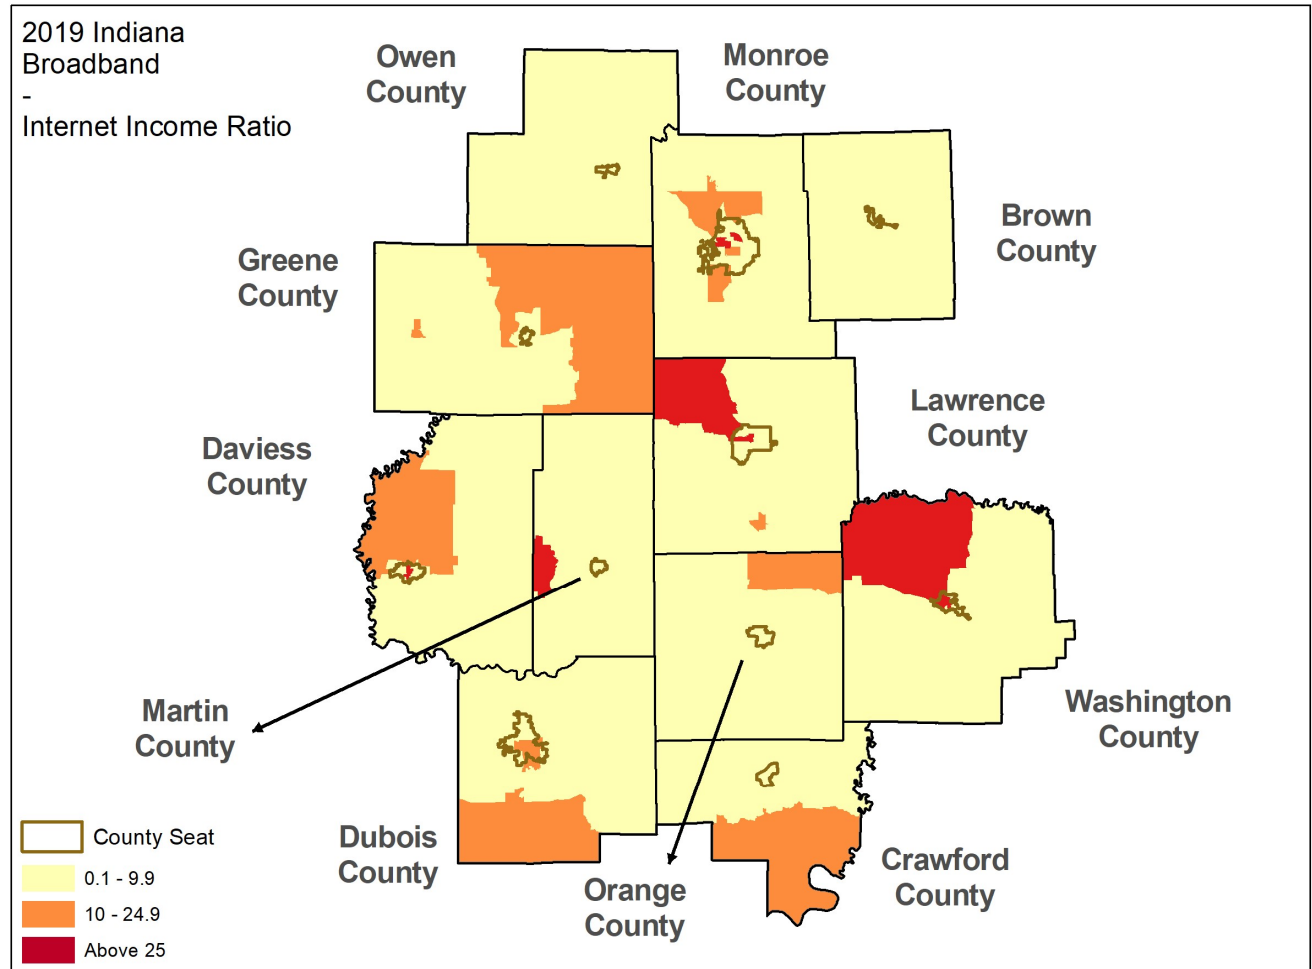 2019 Indiana
Broadband
-
Internet Income Ratio
Owen
County
Monroe
County
Brown
County
Greene
County
Lawrence
County
Daviess
County
Washington
County
Martin
County
Dubois
County
Orange
County
Crawford
County
County Seat
0.1 - 9.9
10 - 24.9
Above 25